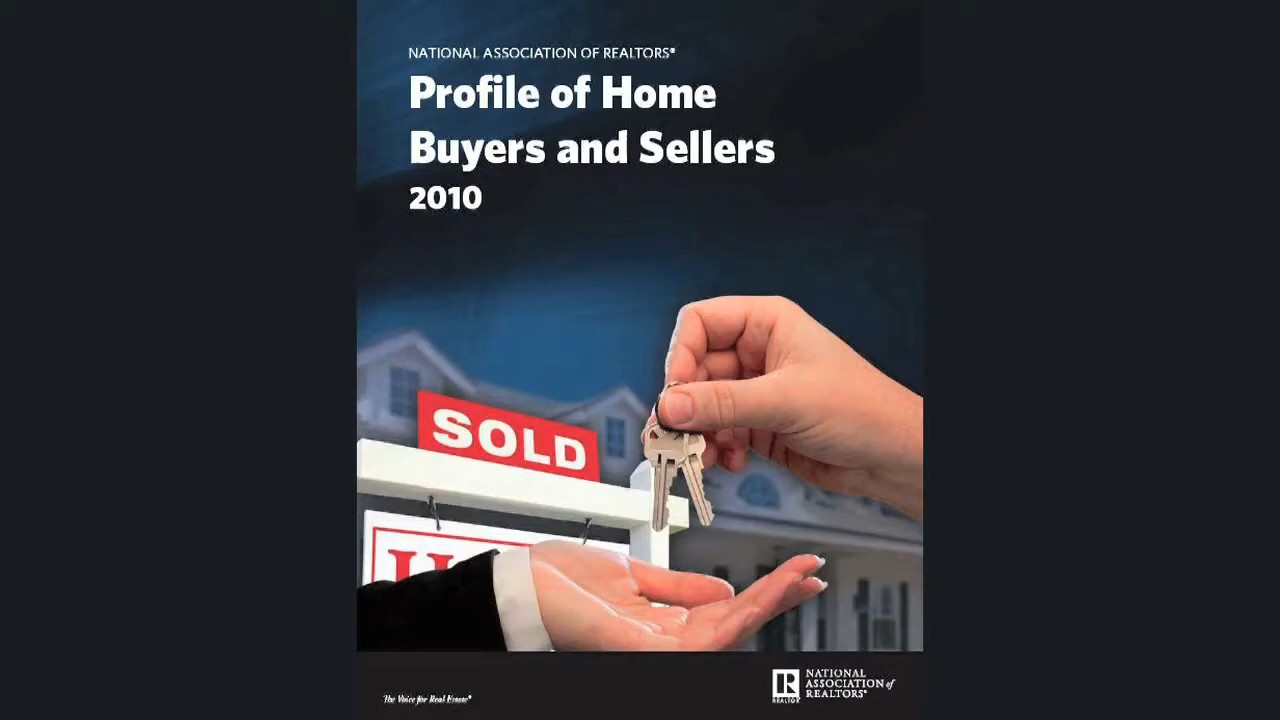 NATIONAL ASSOCIATION OF REALTORS®
Profile of Home
Buyers and Sellers
2010
SOLD
The Voice for Real Estate®
REALTOR
NATIONAL
ASSOCIATION of
REALTORS®